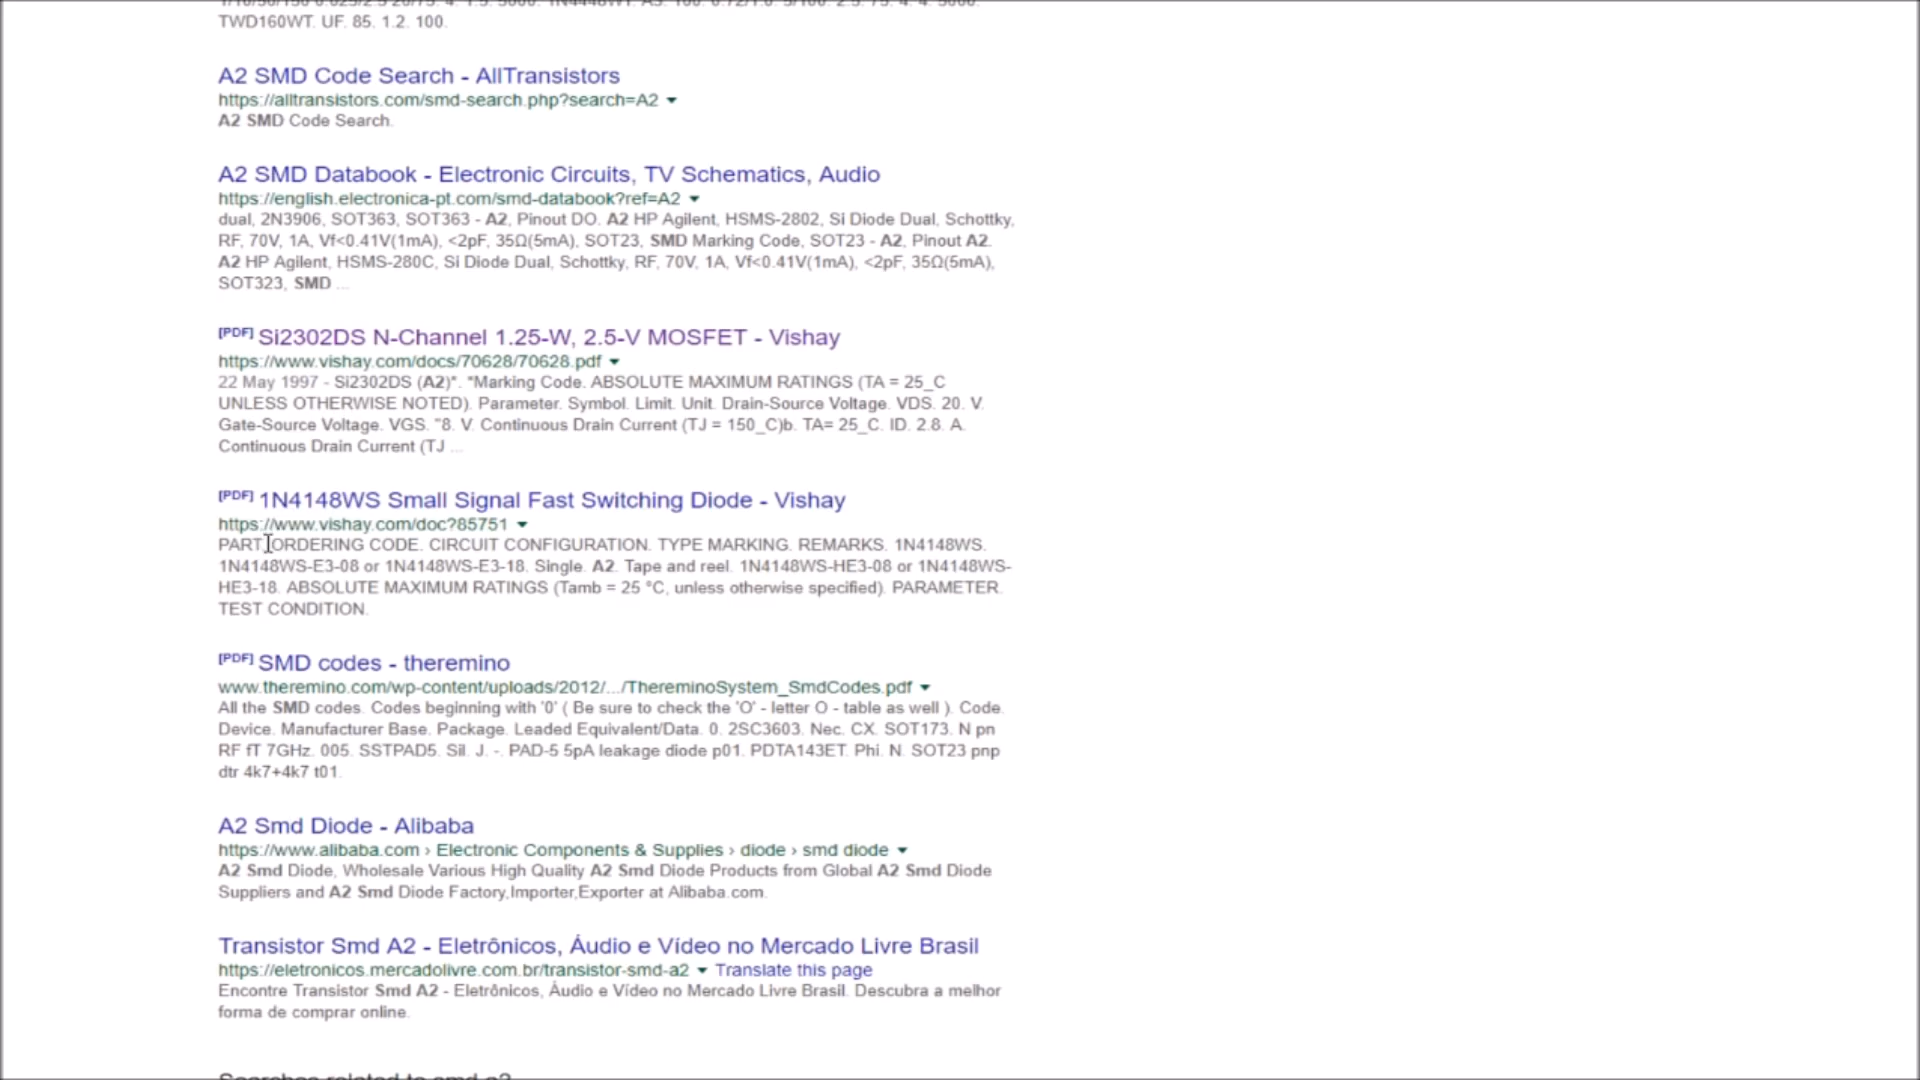 TWD160WT. UF. 85. 1.2. 100.
A2 SMD Code Search - AllTransistors
https://alltransistors.com/smd-search.php?search=A2
A2 SMD Code Search.
A2 SMD Databook - Electronic Circuits, TV Schematics, Audio
https://english.electronica-pt.com/smd-databook?ref=A2
dual, 2N3906, SOT363, SOT363 - A2, Pinout DO. A2 HP Agilent, HSMS-2802, Si Diode Dual, Schottky,
RF, 70V, 1A, Vf<0.41V(1mA), <2pF, 35Ω(5mA), SOT23, SMD Marking Code, SOT23 - A2, Pinout A2.
A2 HP Agilent, HSMS-280C, Si Diode Dual, Schottky, RF, 70V, 1A, Vf<0.41V(1mA), <2pF, 35Ω(5mA),
SOT323, SMD ...
[PDF] Si2302DS N-Channel 1.25-W, 2.5-V MOSFET - Vishay
https://www.vishay.com/docs/70628/70628.pdf
22 May 1997 - Si2302DS (A2)*. *Marking Code. ABSOLUTE MAXIMUM RATINGS (TA = 25_C
UNLESS OTHERWISE NOTED). Parameter. Symbol. Limit. Unit. Drain-Source Voltage. VDS. 20. V.
Gate-Source Voltage. VGS. "8. V. Continuous Drain Current (TJ = 150_C)b. TA= 25_C. ID. 2.8. A.
Continuous Drain Current (TJ ...
[PDF] 1N4148WS Small Signal Fast Switching Diode - Vishay
https://www.vishay.com/doc?85751
PART. ORDERING CODE. CIRCUIT CONFIGURATION. TYPE MARKING. REMARKS. 1N4148WS.
1N4148WS-E3-08 or 1N4148WS-E3-18. Single. A2. Tape and reel. 1N4148WS-HE3-08 or 1N4148WS-
HE3-18. ABSOLUTE MAXIMUM RATINGS (Tamb = 25 °C, unless otherwise specified). PARAMETER.
TEST CONDITION.
[PDF] SMD codes - theremino
www.theremino.com/wp-content/uploads/2012/.../ThereminoSystem_SmdCodes.pdf
All the SMD codes. Codes beginning with '0' ( Be sure to check the 'O' - letter O - table as well ). Code.
Device. Manufacturer Base. Package. Leaded Equivalent/Data. 0. 2SC3603. Nec. CX. SOT173. N pn
RF fT 7GHz. 005. SSTPAD5. Sil. J. -. PAD-5 5pA leakage diode p01. PDTA143ET. Phi. N. SOT23 pnp
dtr 4k7+4k7 t01.
A2 Smd Diode - Alibaba
https://www.alibaba.com › Electronic Components & Supplies › diode › smd diode
A2 Smd Diode, Wholesale Various High Quality A2 Smd Diode Products from Global A2 Smd Diode
Suppliers and A2 Smd Diode Factory,Importer,Exporter at Alibaba.com.
Transistor Smd A2 - Eletrônicos, Áudio e Vídeo no Mercado Livre Brasil
https://eletronicos.mercadolivre.com.br/transistor-smd-a2 Translate this page
Encontre Transistor Smd A2 - Eletrônicos, Áudio e Vídeo no Mercado Livre Brasil. Descubra a melhor
forma de comprar online.
Searches related to smd a2